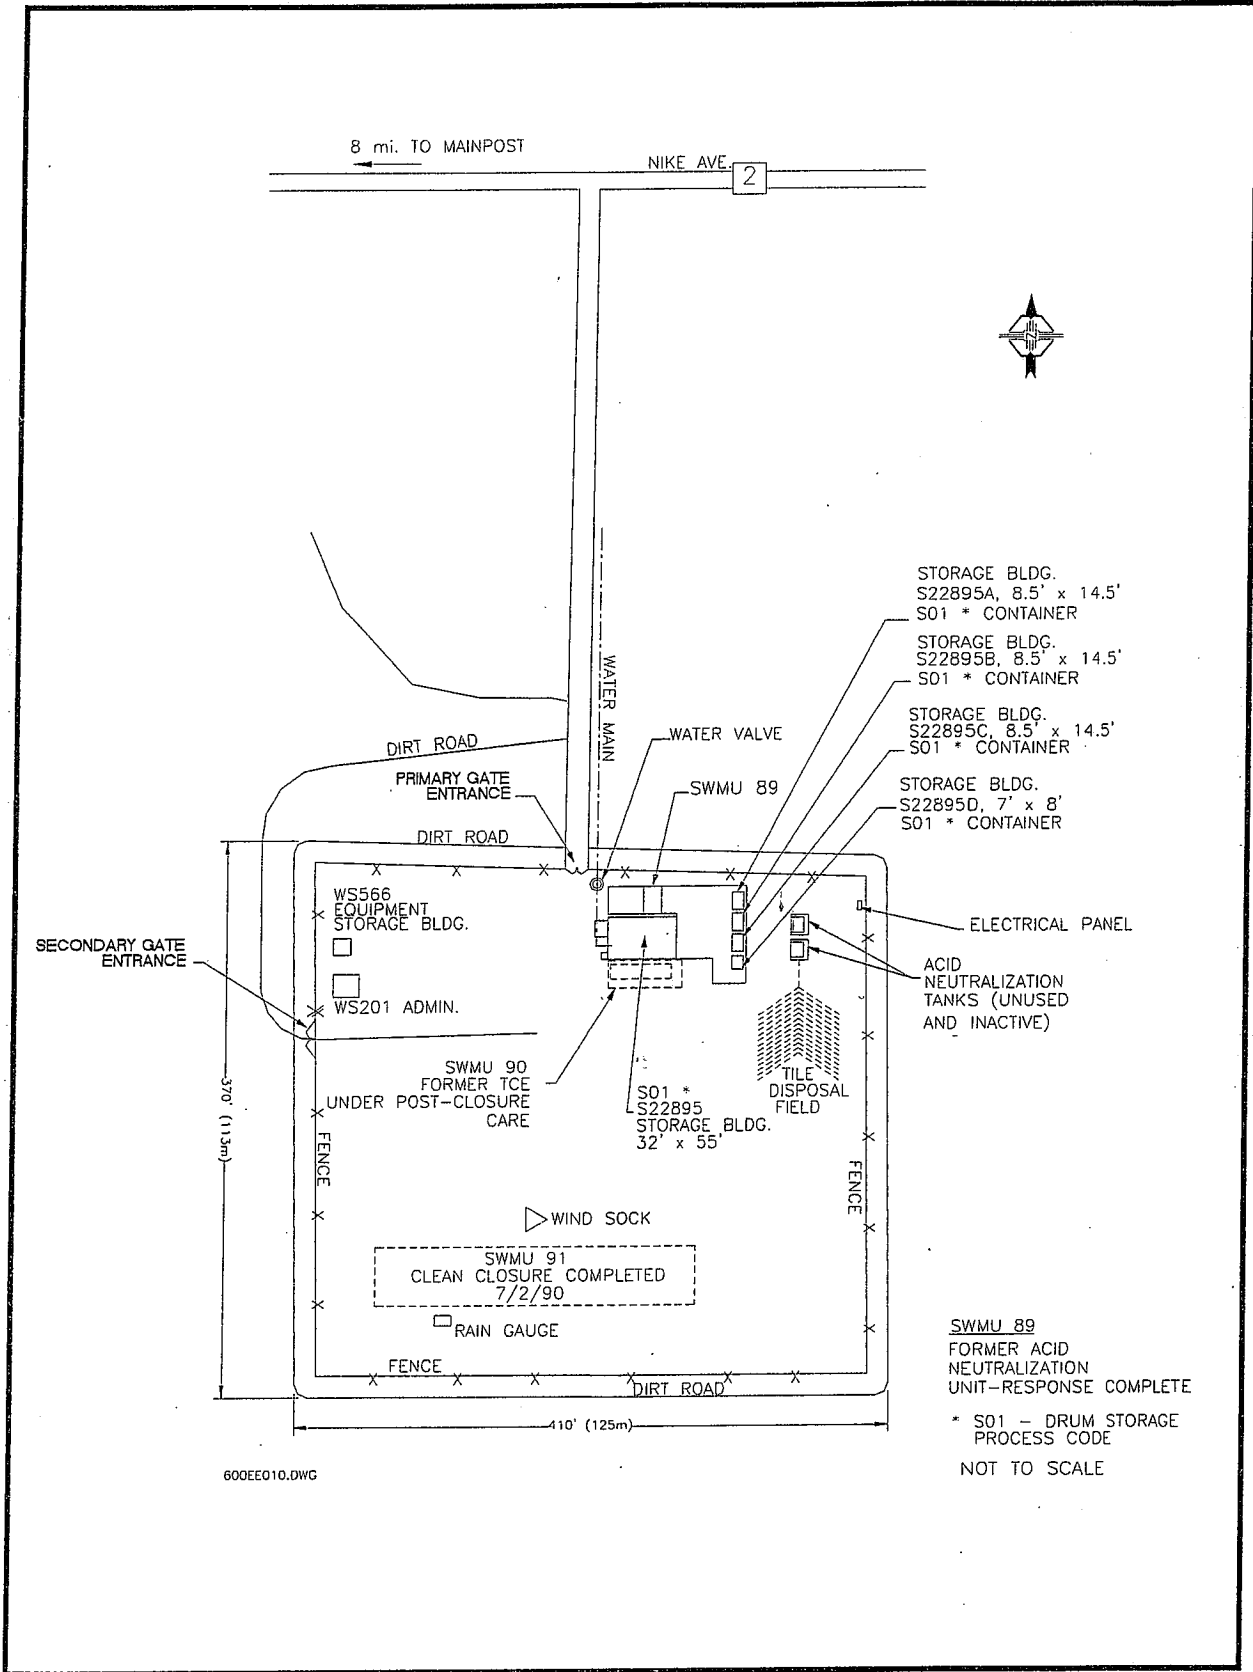 8 mi. TO MAINPOST
NIKE AVE.
2
N
STORAGE BLDG.
S22895A, 8.5' x 14.5'
S01 * CONTAINER
STORAGE BLDG.
S22895B, 8.5' x 14.5'
S01 * CONTAINER
STORAGE BLDG.
S22895C, 8.5' x 14.5'
S01 * CONTAINER
STORAGE BLDG.
S22895D, 7' x 8'
S01 * CONTAINER
WATER MAIN
WATER VALVE
SWMU 89
DIRT ROAD
PRIMARY GATE
ENTRANCE
DIRT ROAD
WS566
EQUIPMENT
STORAGE BLDG.
SECONDARY GATE
ENTRANCE
WS201 ADMIN.
ELECTRICAL PANEL
ACID
NEUTRALIZATION
TANKS (UNUSED
AND INACTIVE)
SWMU 90
FORMER TCE
UNDER POST-CLOSURE
CARE
S01 *
S22895
STORAGE BLDG.
32' x 55'
TILE
DISPOSAL
FIELD
370' (113m)
FENCE
FENCE
WIND SOCK
SWMU 91
CLEAN CLOSURE COMPLETED
7/2/90
RAIN GAUGE
FENCE
DIRT ROAD
410' (125m)
SWMU 89
FORMER ACID
NEUTRALIZATION
UNIT-RESPONSE COMPLETE
* S01 - DRUM STORAGE
PROCESS CODE
NOT TO SCALE
600EE010.DWG